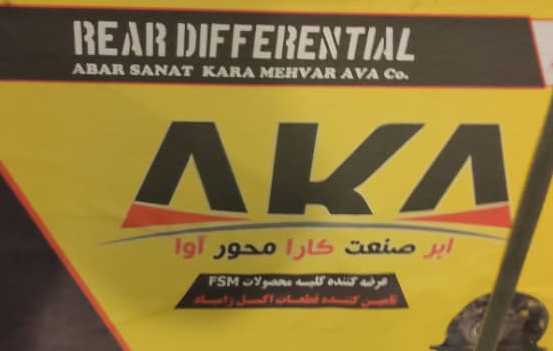 REAR DIFFERENTIAL
ABAR SANAT KARA MEHVAR AVA Co.
AKA
ابر صنعت کارا محور آوا
عرضه کننده کلیه محصولات FSM
تامین کننده قطعات اکسل زامیاد